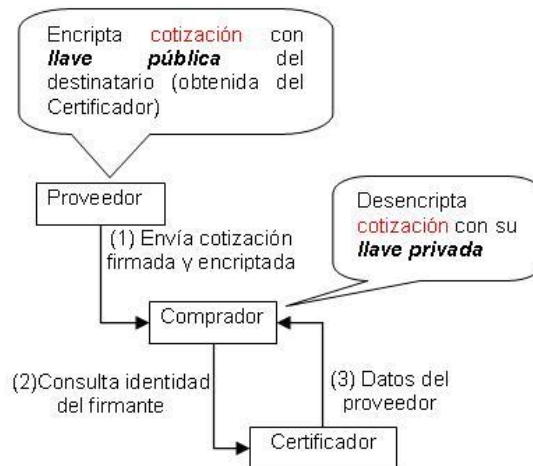 Encripta cotización con
llave pública del
destinatario (obtenida del
Certificador)
Proveedor
Desencripta
cotización con su
llave privada
(1) Envía cotización
firmada y encriptada
Comprador
(2)Consulta identidad
del firmante
(3) Datos del
proveedor
Certificador